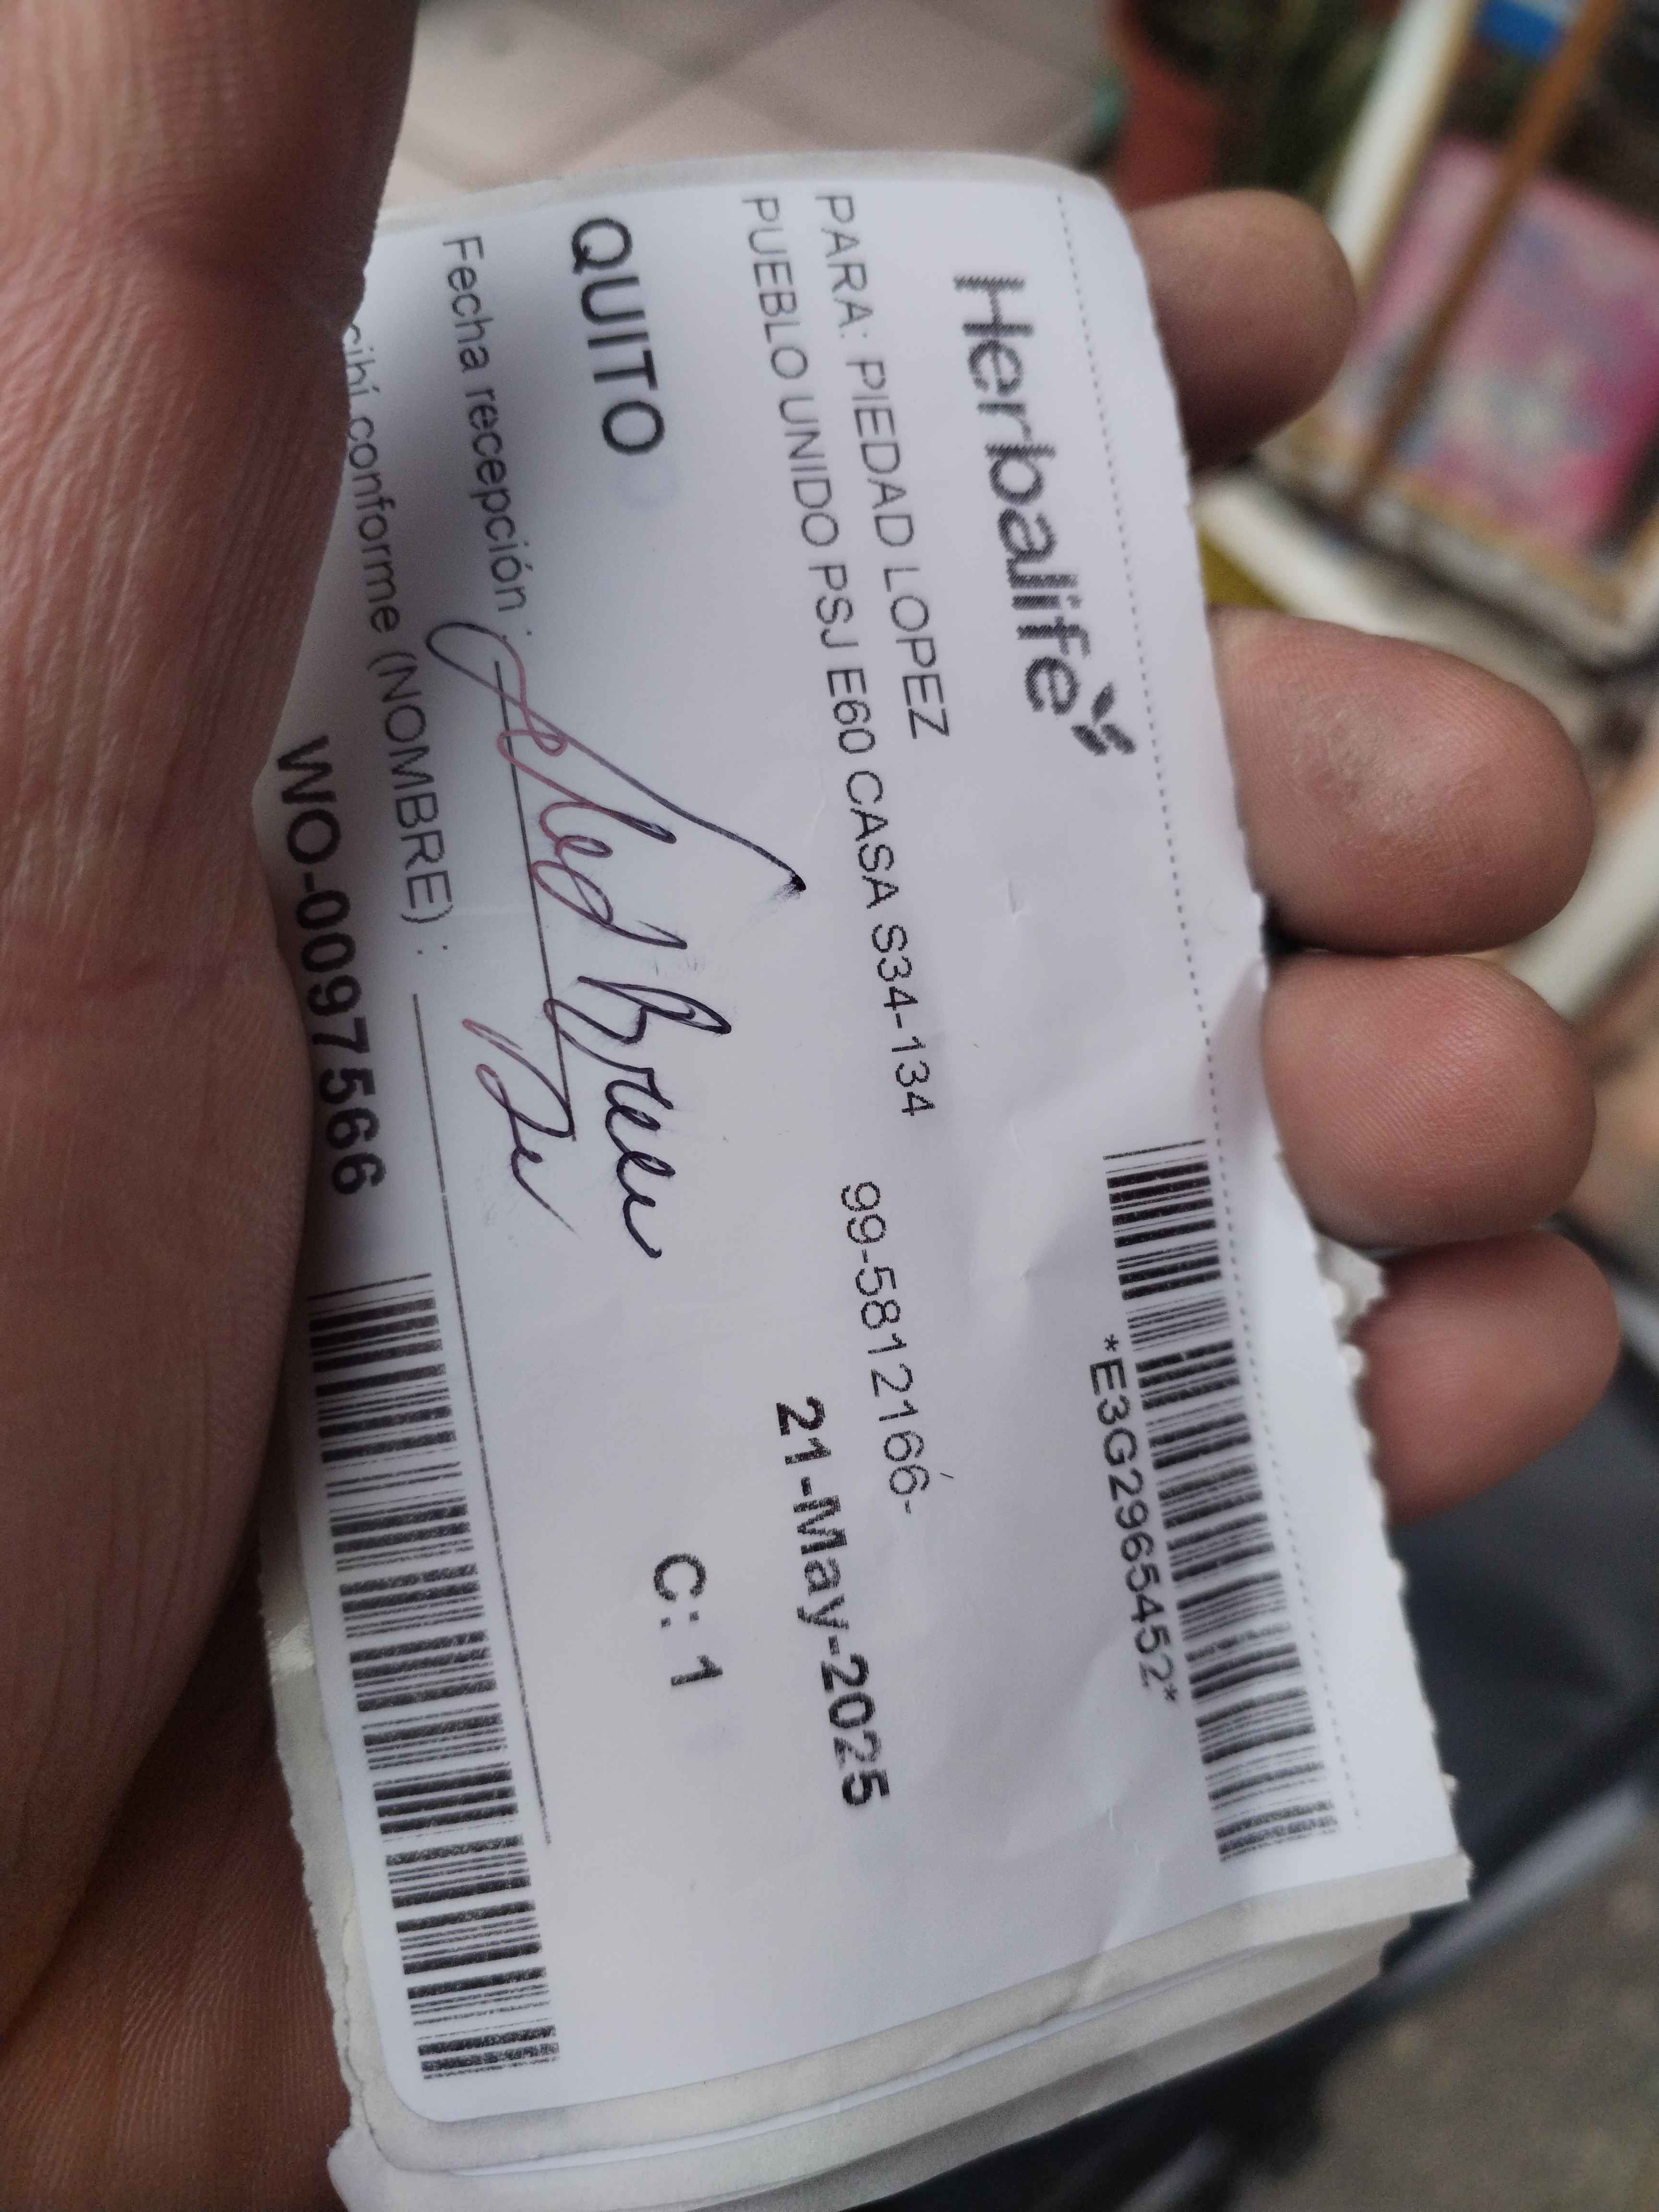 Herbalife
*E3G2965452*
PARA: PIEDAD LOPEZ
PUEBLO UNIDO PSJ E60 CASA S34-134 99-5812166-
21-May-2025
QUITO
C: 1
Fecha recepción :
cibí conforme (NOMBRE) :
WO-0097566